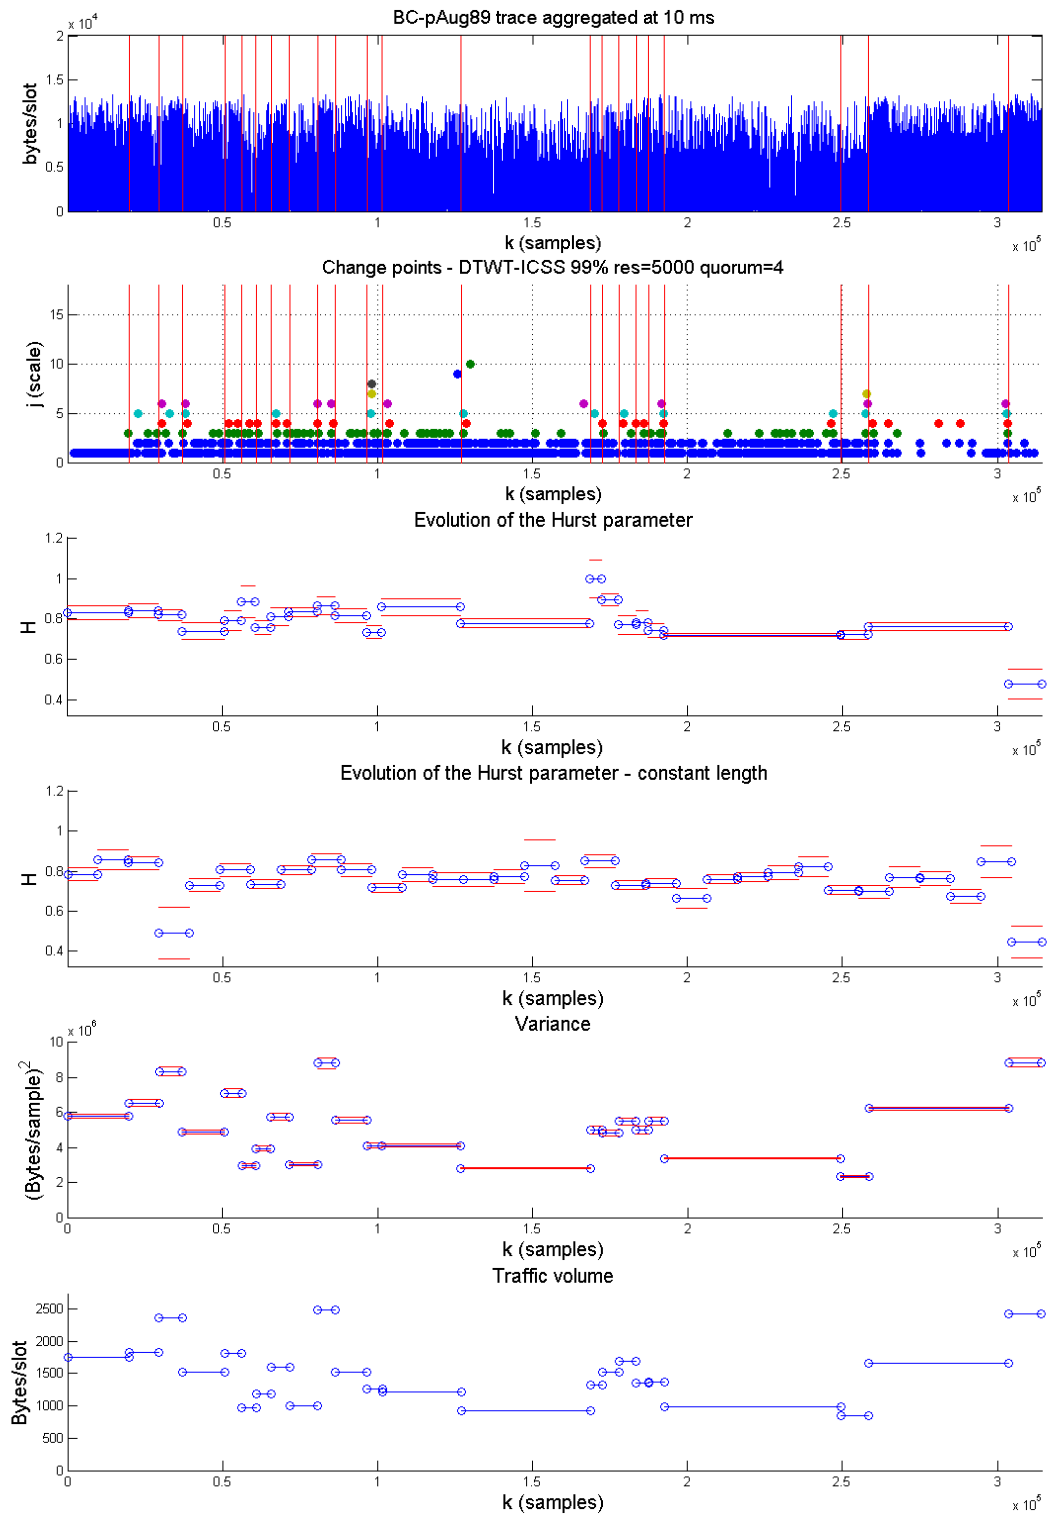 BC-pAug89 trace aggregated at 10 ms
x 10^4
2
1.5
1
0.5
0
bytes/slot
0.5
1
1.5
2
2.5
3
k (samples)
x 10^5
Change points - DTWT-ICSS 99% res=5000 quorum=4
15
10
5
0
j (scale)
0.5
1
1.5
2
2.5
3
k (samples)
x 10^5
Evolution of the Hurst parameter
1.2
1
0.8
0.6
0.4
H
0.5
1
1.5
2
2.5
3
k (samples)
x 10^5
Evolution of the Hurst parameter - constant length
1.2
1
0.8
0.6
0.4
H
0.5
1
1.5
2
2.5
3
k (samples)
x 10^5
Variance
x 10^6
10
8
6
4
2
0
(Bytes/sample)^2
0
0.5
1
1.5
2
2.5
3
k (samples)
x 10^5
Traffic volume
2500
2000
1500
1000
500
0
Bytes/slot
0
0.5
1
1.5
2
2.5
3
k (samples)
x 10^5